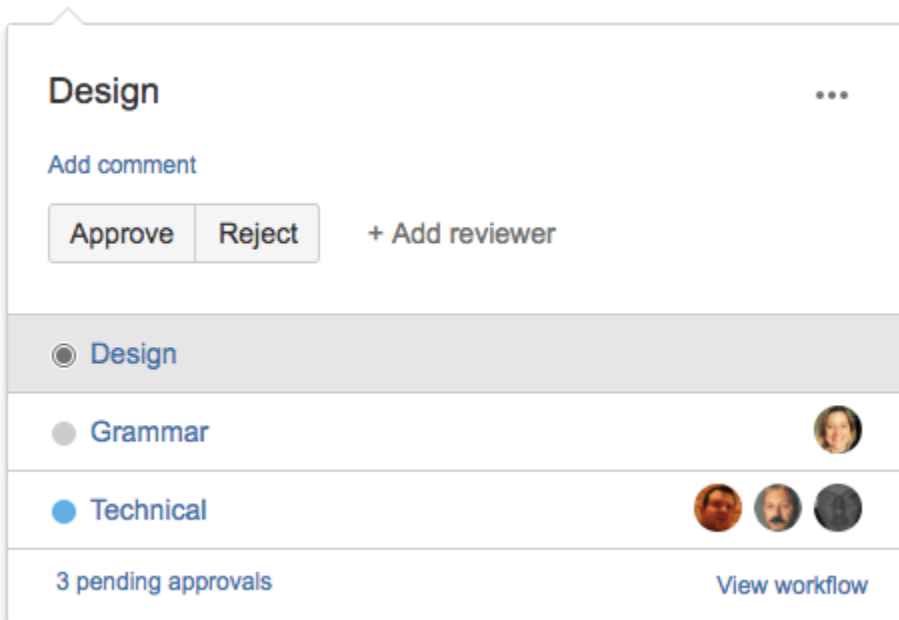 Design
Add comment
Approve Reject + Add reviewer
Design
Grammar
Technical
3 pending approvals View workflow